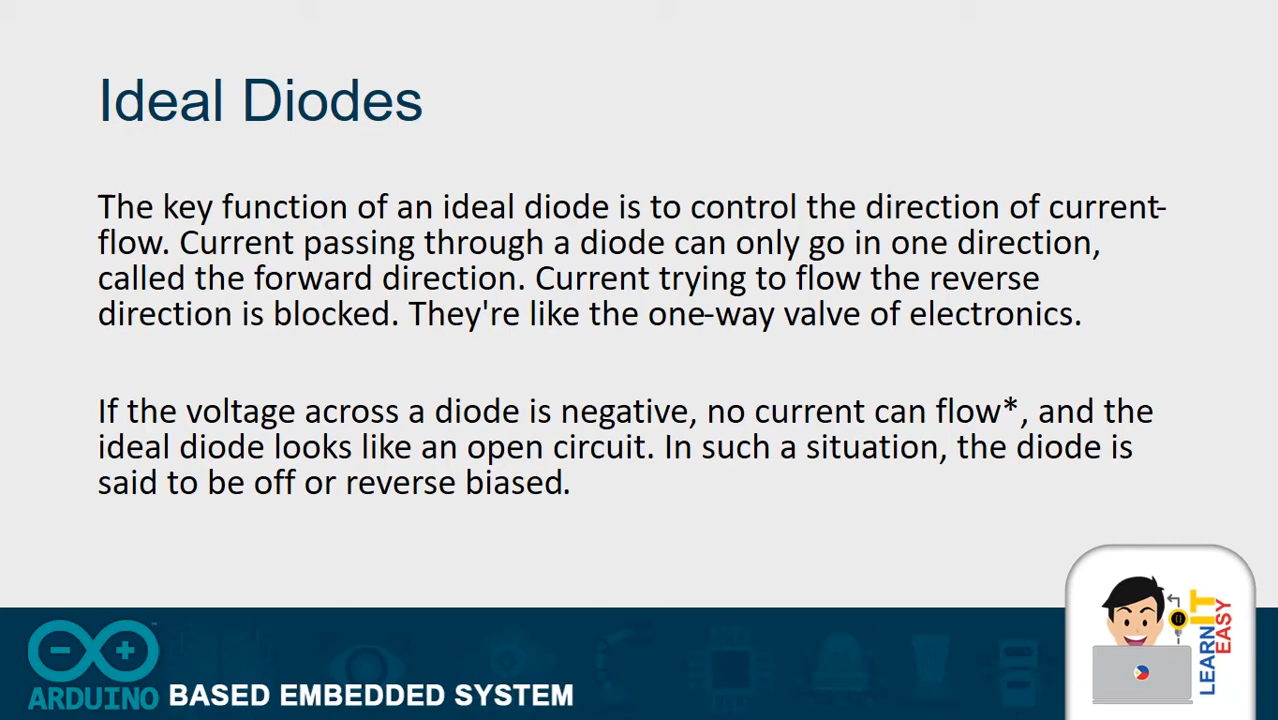 Ideal Diodes
The key function of an ideal diode is to control the direction of current-
flow. Current passing through a diode can only go in one direction,
called the forward direction. Current trying to flow the reverse
direction is blocked. They're like the one-way valve of electronics.
If the voltage across a diode is negative, no current can flow*, and the
ideal diode looks like an open circuit. In such a situation, the diode is
said to be off or reverse biased.
ARDUINO BASED EMBEDDED SYSTEM
LEARN IT
EASY